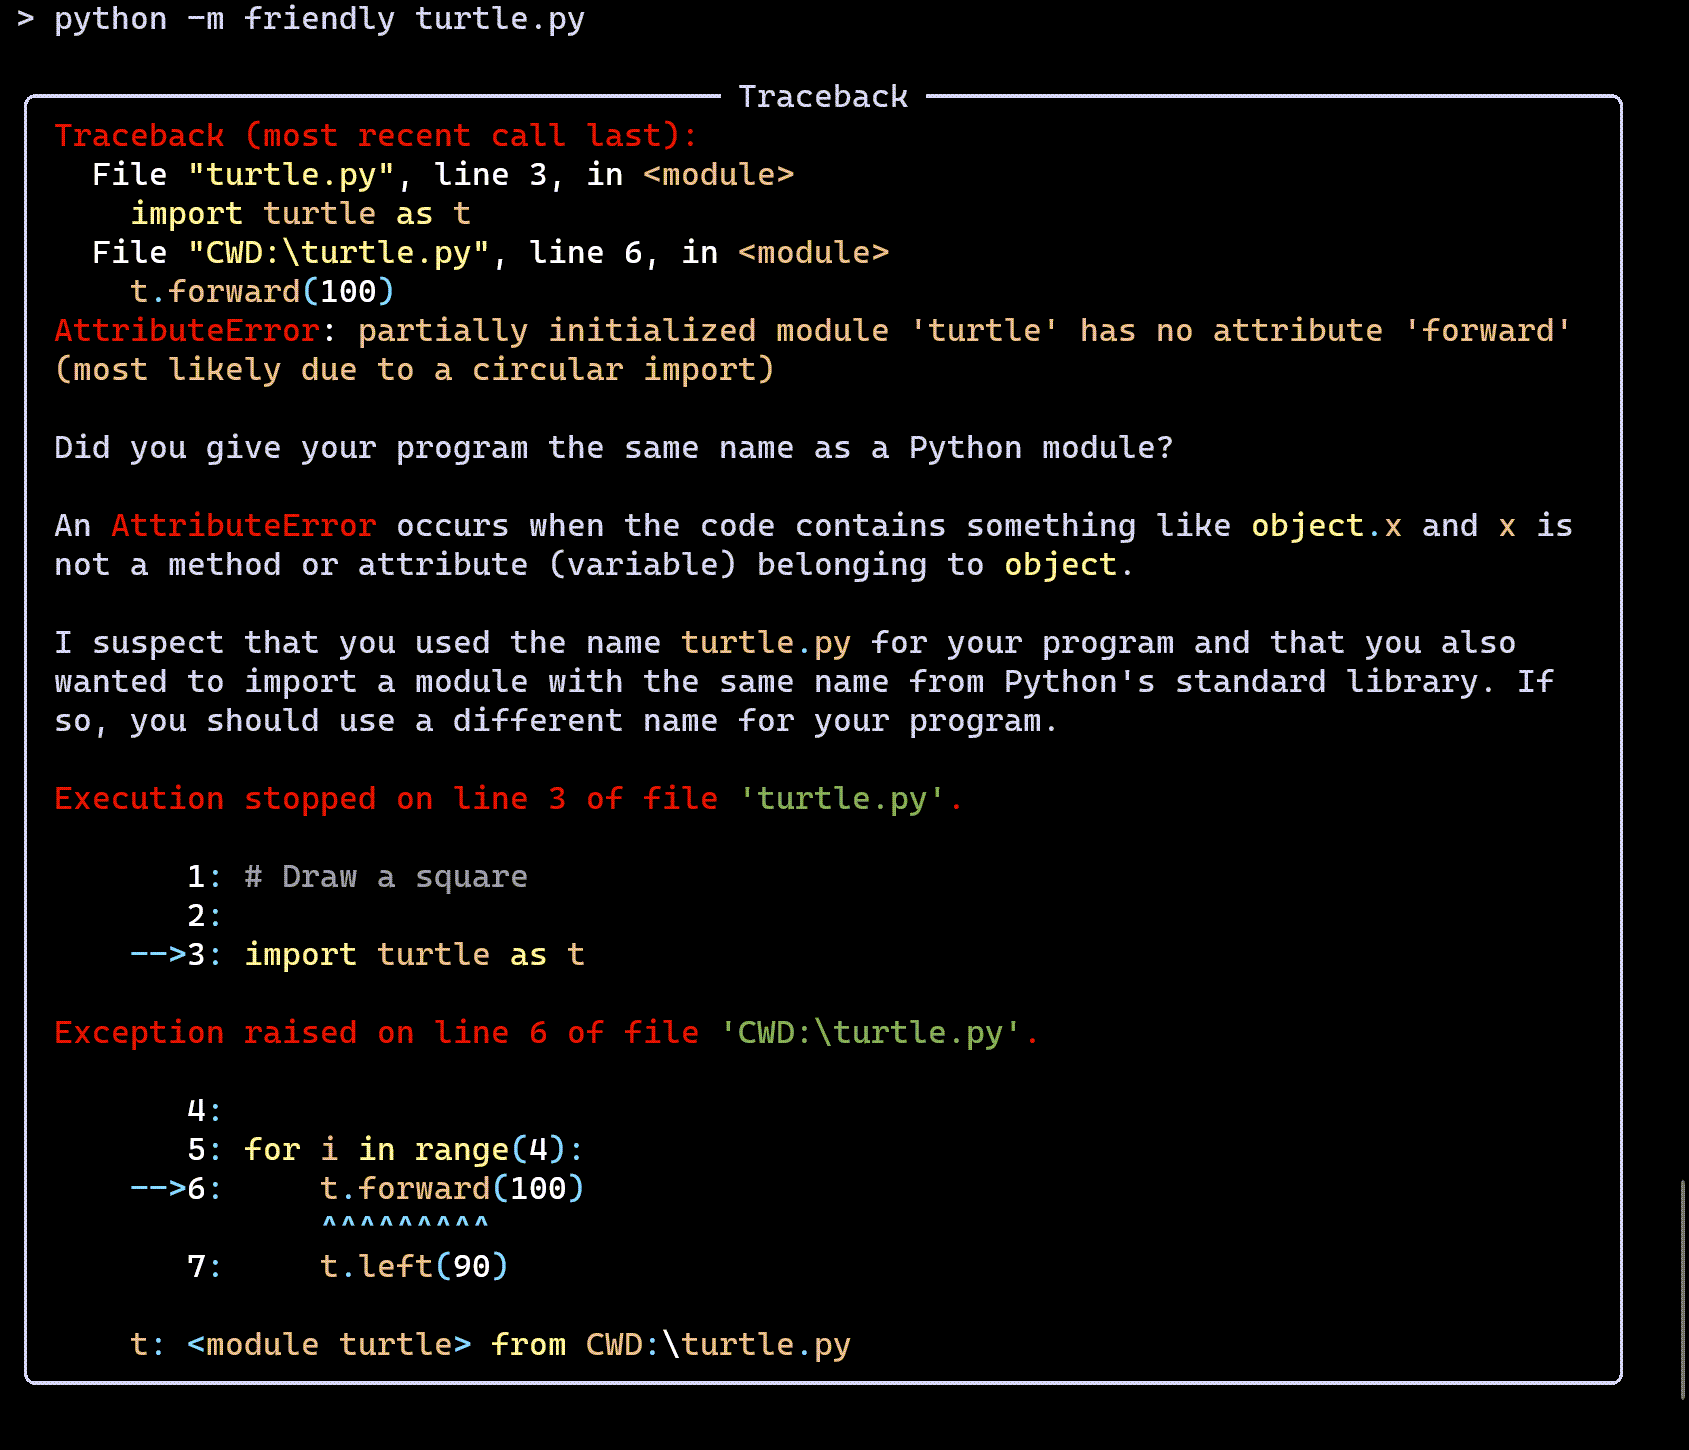 > python -m friendly turtle.py
Traceback
Traceback (most recent call last):
  File "turtle.py", line 3, in <module>
    import turtle as t
  File "CWD:\turtle.py", line 6, in <module>
    t.forward(100)
AttributeError: partially initialized module 'turtle' has no attribute 'forward'
(most likely due to a circular import)
Did you give your program the same name as a Python module?
An AttributeError occurs when the code contains something like object.x and x is
not a method or attribute (variable) belonging to object.
I suspect that you used the name turtle.py for your program and that you also
wanted to import a module with the same name from Python's standard library. If
so, you should use a different name for your program.
Execution stopped on line 3 of file 'turtle.py'.
       1: # Draw a square
       2:
    -->3: import turtle as t
Exception raised on line 6 of file 'CWD:\turtle.py'.
       4:
       5: for i in range(4):
    -->6:     t.forward(100)
              ^^^^^^^^^
       7:     t.left(90)
    t: <module turtle> from CWD:\turtle.py